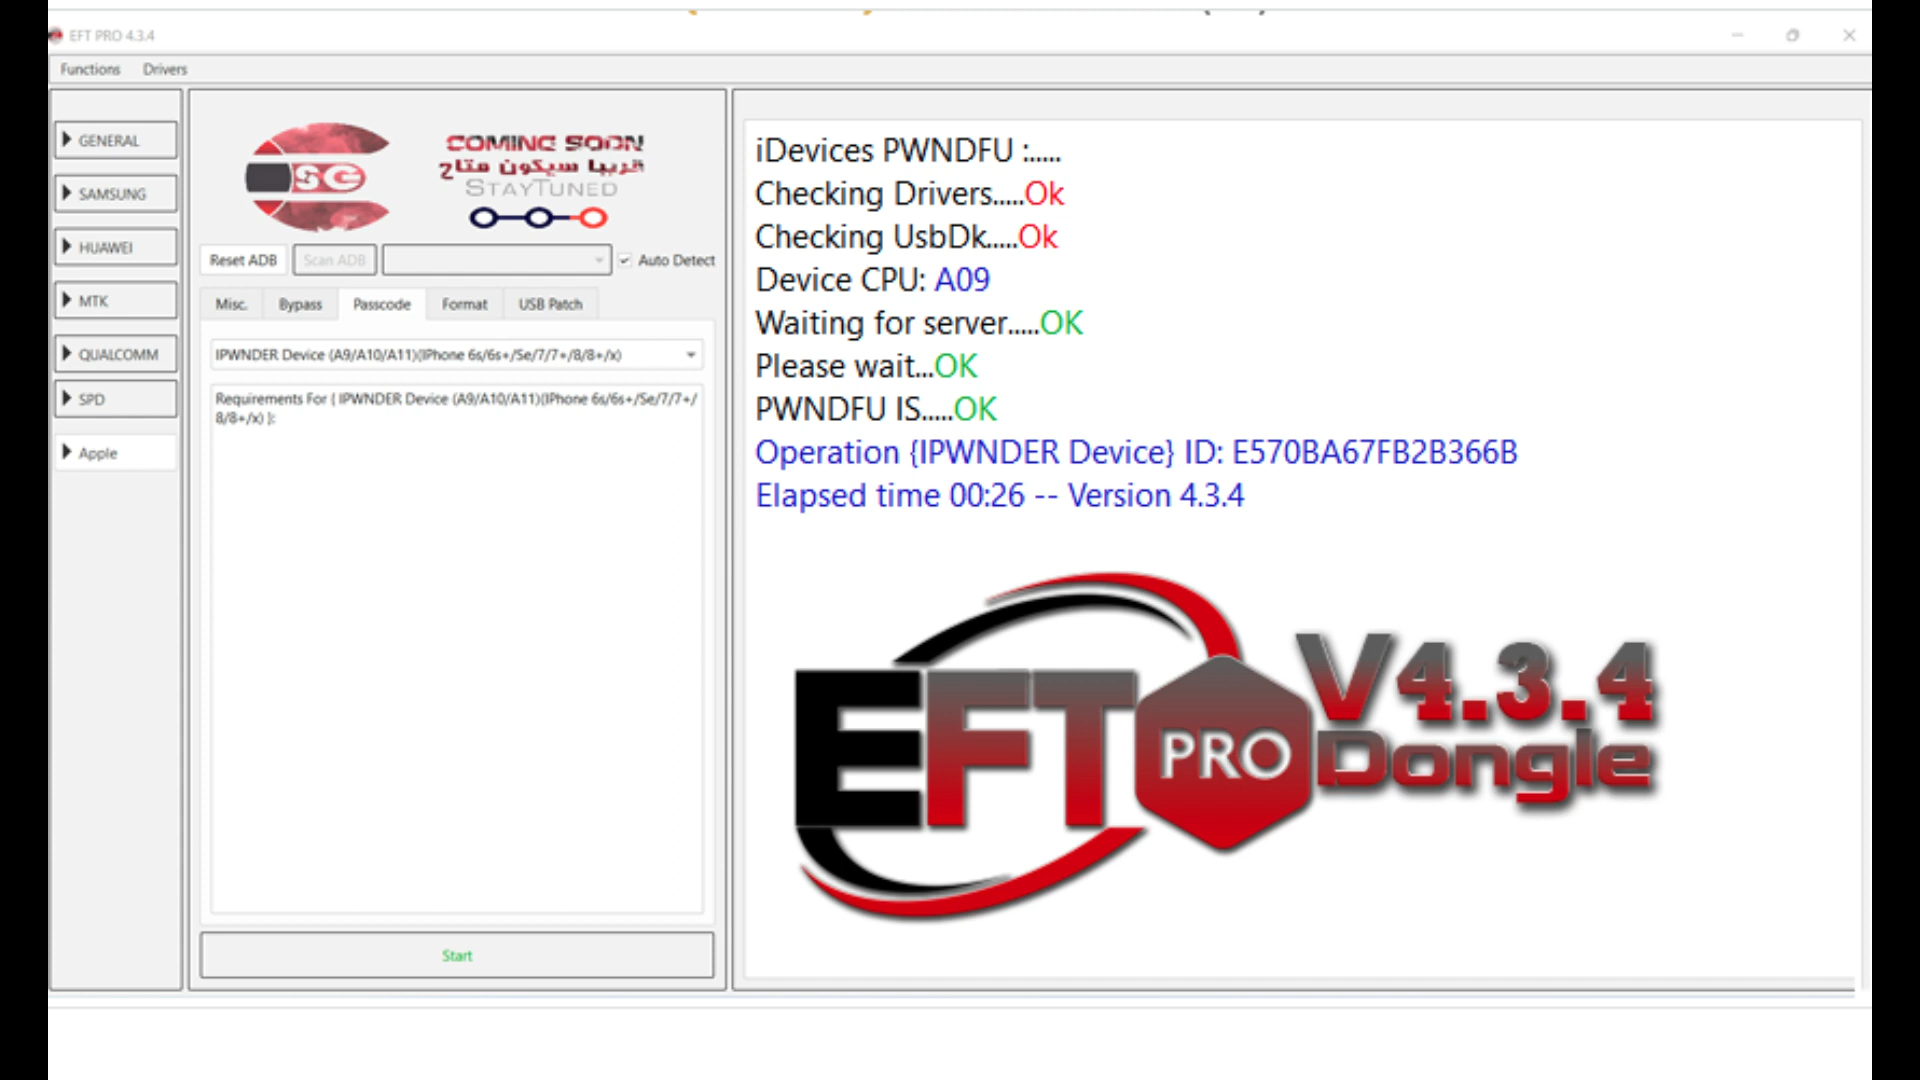 EFT PRO 4.3.4
Functions Drivers
GENERAL
SAMSUNG
HUAWEI
MTK
QUALCOMM
SPD
Apple
SC
COMING SOON
قريبا سيكون متاح
STAYTUNED
Reset ADB Scan ADB Auto Detect
Misc. Bypass Passcode Format USB Patch
IPWNDER Device (A9/A10/A11)(IPhone 6s/6s+/Se/7/7+/8/8+/x)
Requirements For { IPWNDER Device (A9/A10/A11)(IPhone 6s/6s+/Se/7/7+/
8/8+/x) }:
Start
iDevices PWNDFU :.....
Checking Drivers.....Ok
Checking UsbDk.....Ok
Device CPU: A09
Waiting for server.....OK
Please wait...OK
PWNDFU IS.....OK
Operation {IPWNDER Device} ID: E570BA67FB2B366B
Elapsed time 00:26 -- Version 4.3.4
EFT PRO V4.3.4
Dongle